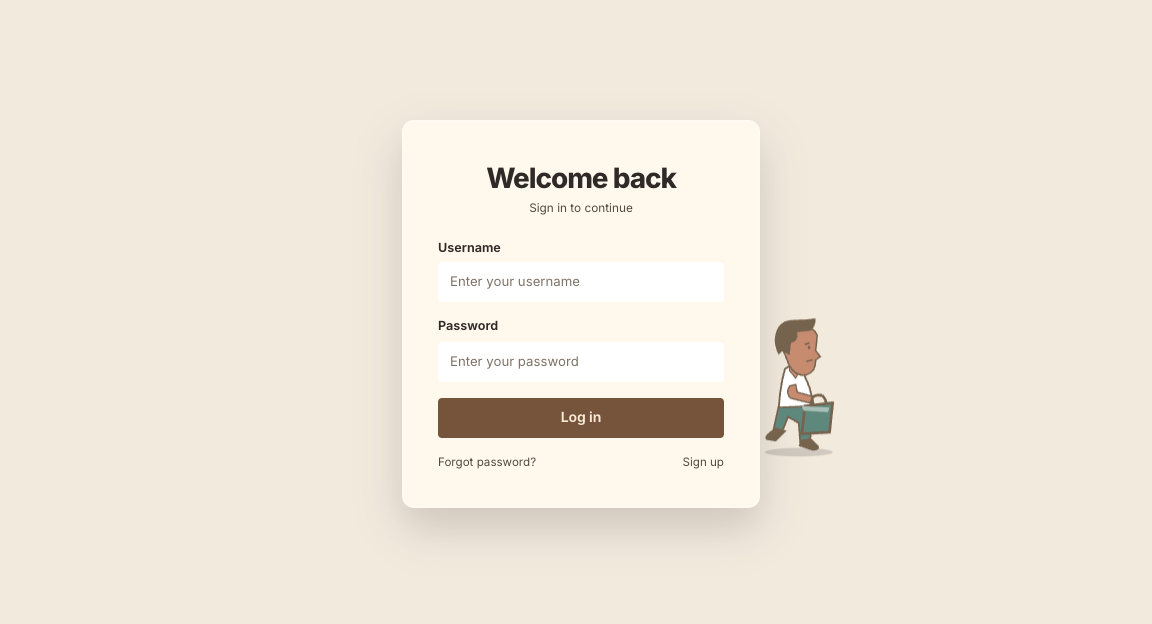 Welcome back
Sign in to continue
Username
Enter your username
Password
Enter your password
Log in
Forgot password? Sign up